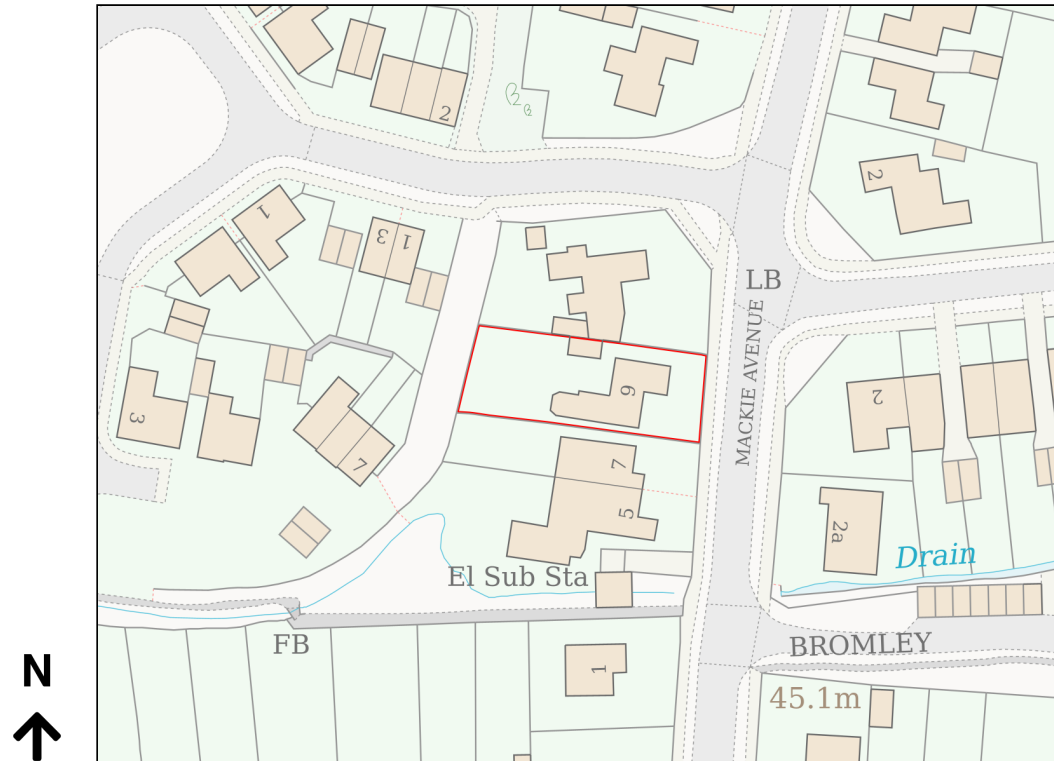 2
2
1
3
1
LB
MACKIE AVENUE
9
3
7
7
5
2
2a
Drain
El Sub Sta
FB
BROMLEY
1
45.1m
N